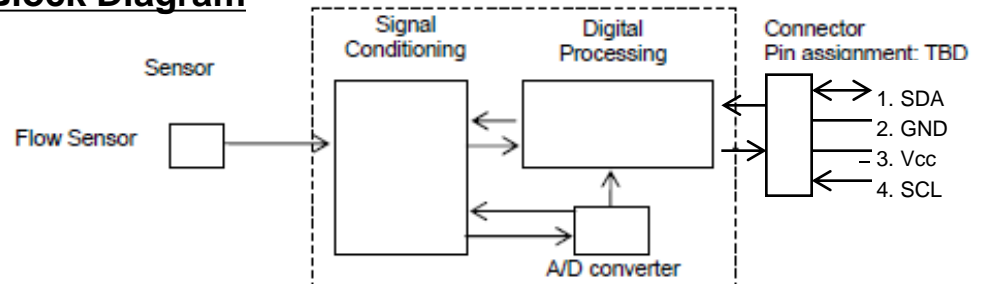 Block Diagram
Signal
Conditioning
Digital
Processing
Connector
Pin assignment: TBD
Sensor
Flow Sensor
1. SDA
2. GND
3. Vcc
4. SCL
A/D converter